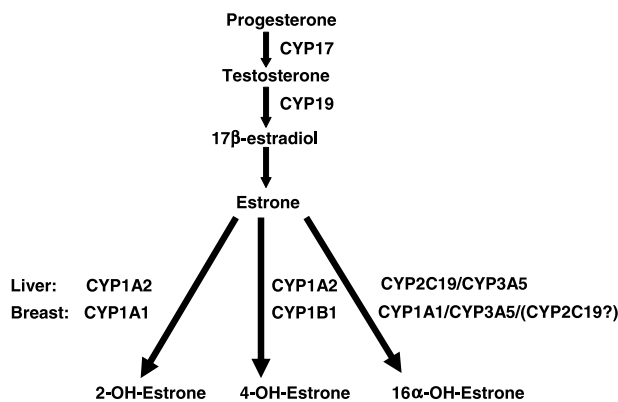 Progesterone
CYP17
Testosterone
CYP19
17β-estradiol
Estrone
Liver: CYP1A2 CYP1A2 CYP2C19/CYP3A5
Breast: CYP1A1 CYP1B1 CYP1A1/CYP3A5/(CYP2C19?)
2-OH-Estrone 4-OH-Estrone 16α-OH-Estrone